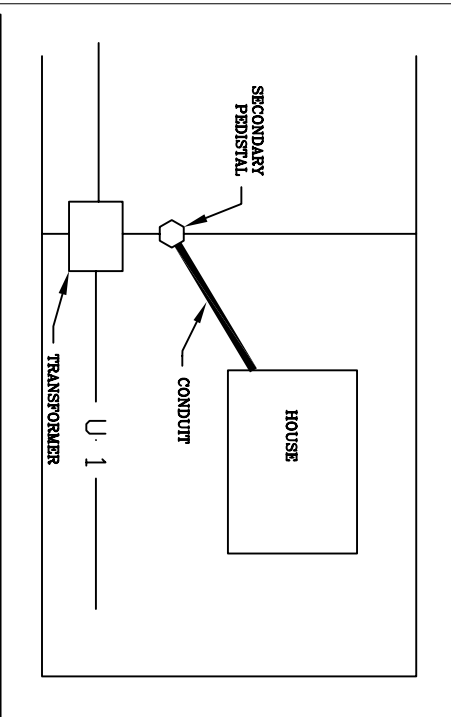 SECONDARY
PEDISTAL
HOUSE
CONDUIT
TRANSFORMER
U·1